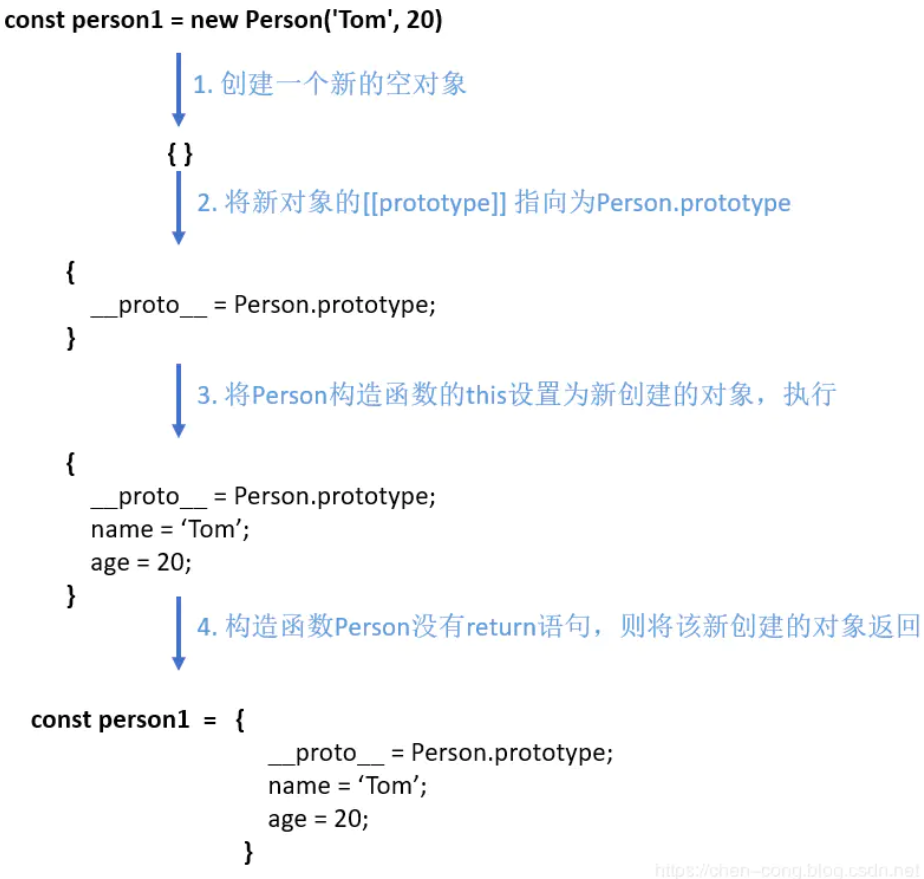 const person1 = new Person('Tom', 20)
1. 创建一个新的空对象
{ }
2. 将新对象的[[prototype]] 指向为Person.prototype
{
__proto__ = Person.prototype;
}
3. 将Person构造函数的this设置为新创建的对象，执行
{
__proto__ = Person.prototype;
name = ‘Tom’;
age = 20;
}
4. 构造函数Person没有return语句，则将该新创建的对象返回
const person1 = {
__proto__ = Person.prototype;
name = ‘Tom’;
age = 20;
}
https://chen-cong.blog.csdn.net